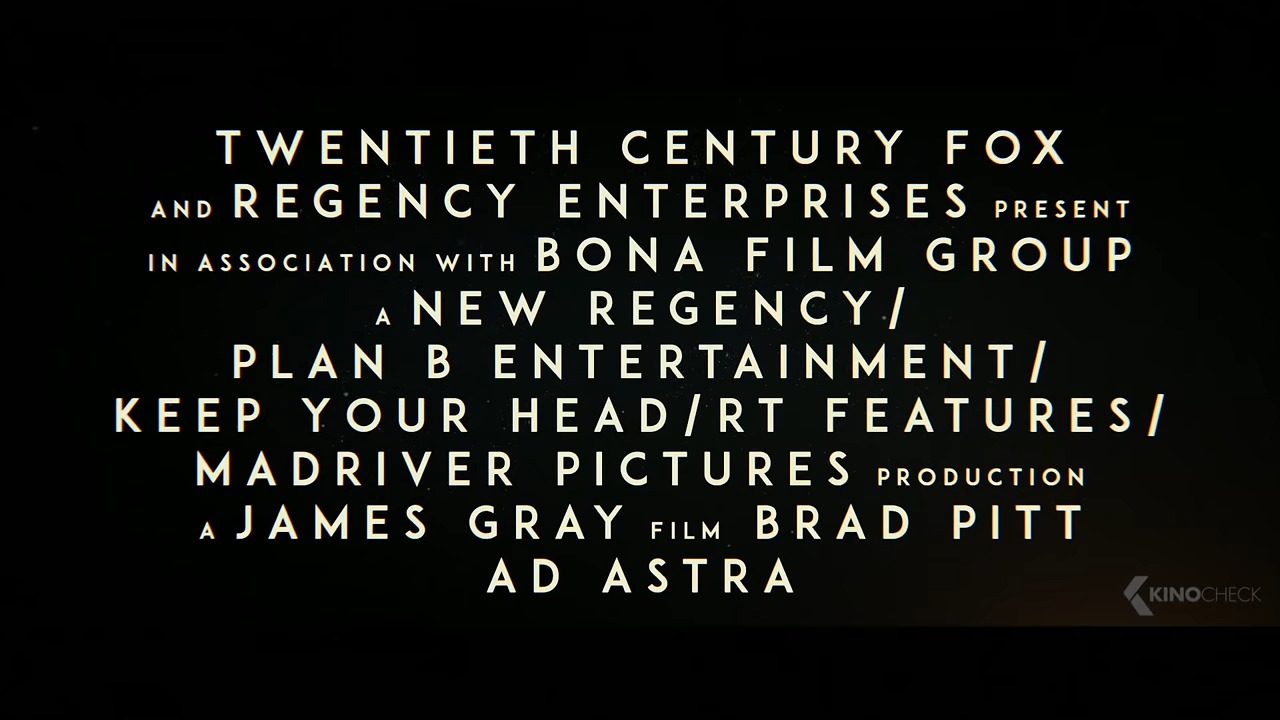 TWENTIETH CENTURY FOX
AND REGENCY ENTERPRISES PRESENT
IN ASSOCIATION WITH BONA FILM GROUP
A NEW REGENCY/
PLAN B ENTERTAINMENT/
KEEP YOUR HEAD/RT FEATURES/
MADRIVER PICTURES PRODUCTION
A JAMES GRAY FILM BRAD PITT
AD ASTRA
KINOCHECK